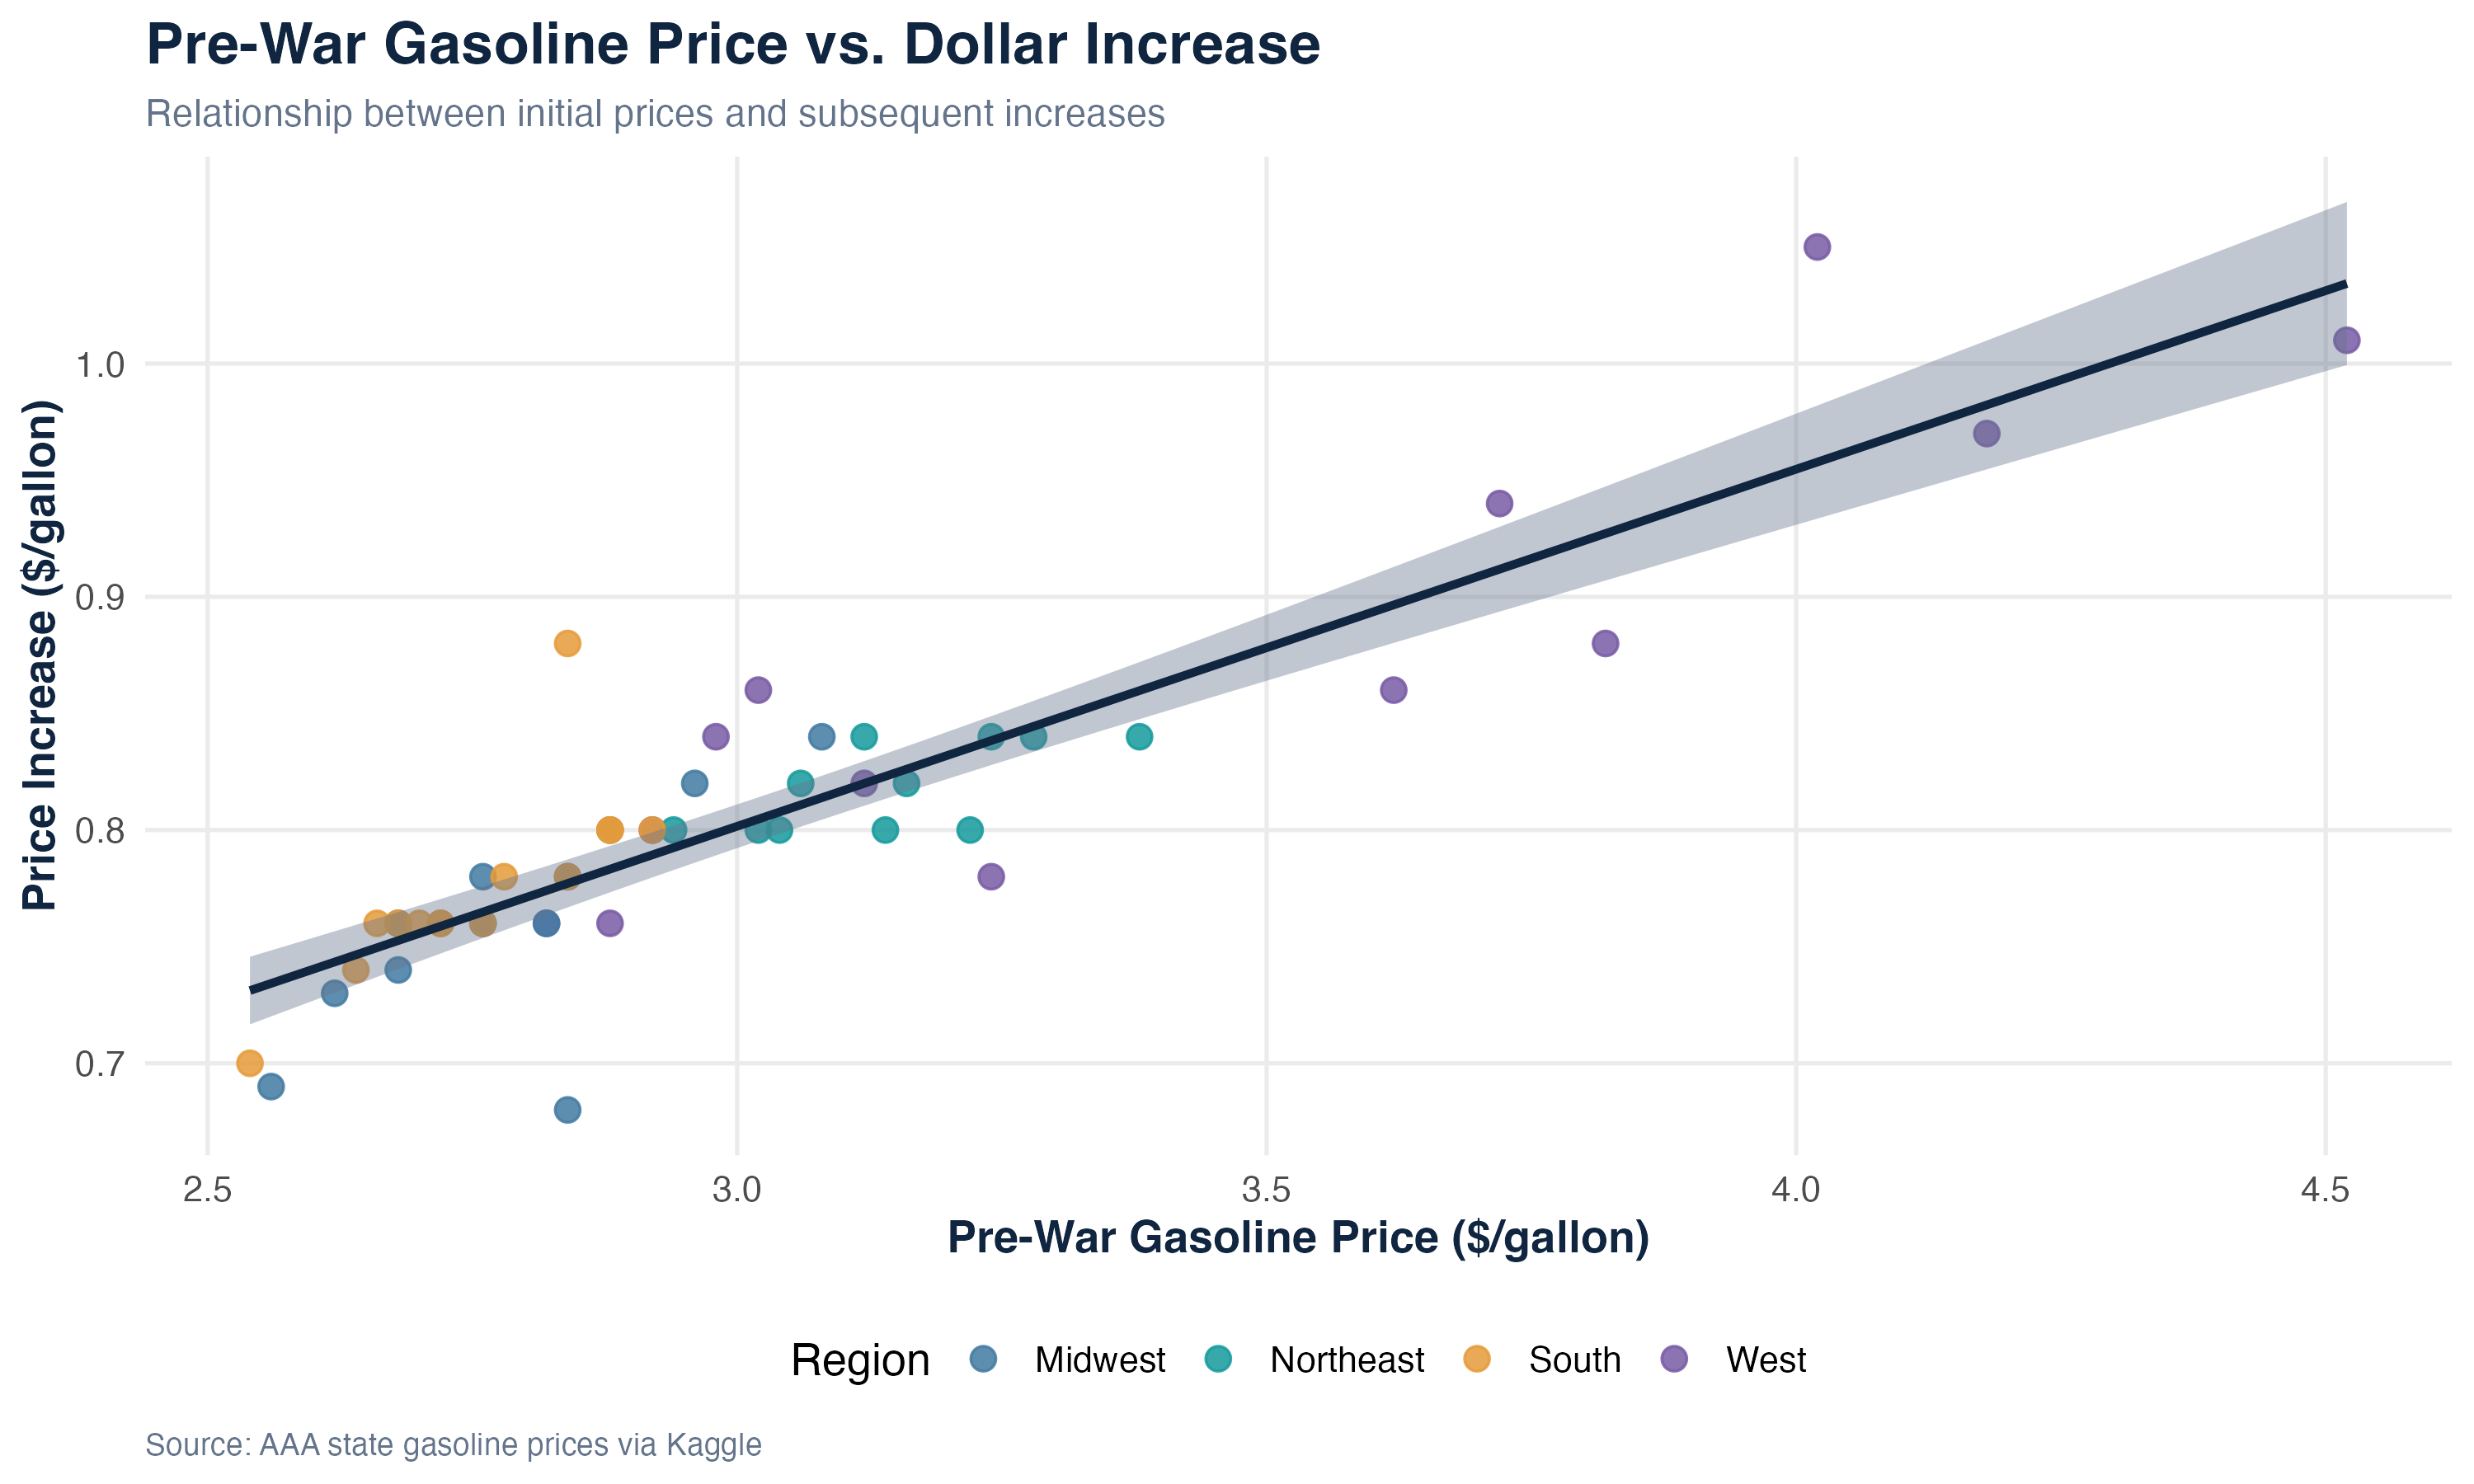 Pre-War Gasoline Price vs. Dollar Increase
Relationship between initial prices and subsequent increases
Price Increase ($/gallon)
1.0
0.9
0.8
0.7
2.5 3.0 3.5 4.0 4.5
Pre-War Gasoline Price ($/gallon)
Region Midwest Northeast South West
Source: AAA state gasoline prices via Kaggle